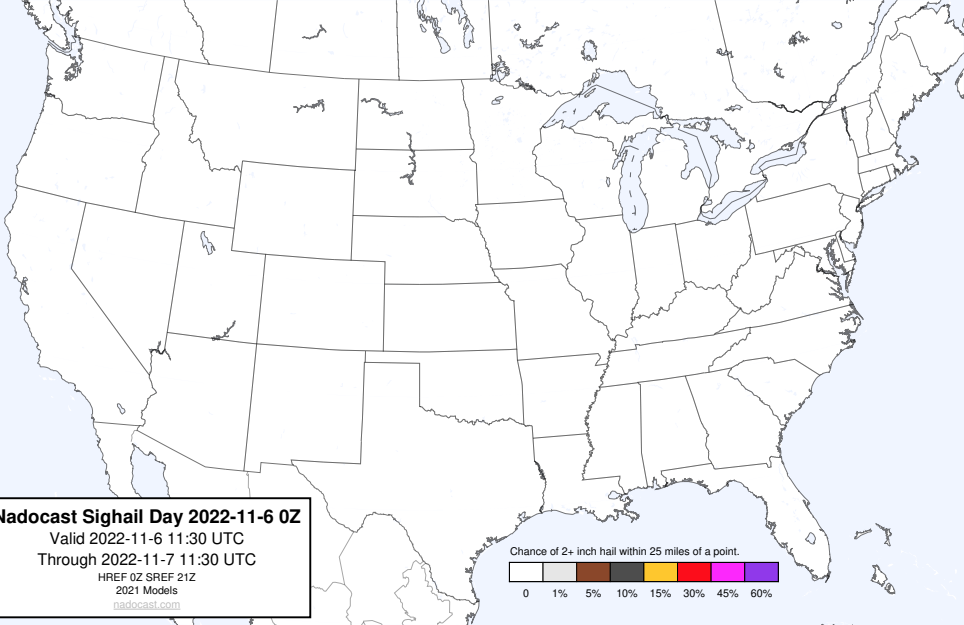 Nadocast Sighail Day 2022-11-6 0Z
Valid 2022-11-6 11:30 UTC
Through 2022-11-7 11:30 UTC
HREF 0Z SREF 21Z
2021 Models
nadocast.com
Chance of 2+ inch hail within 25 miles of a point.
0 1% 5% 10% 15% 30% 45% 60%